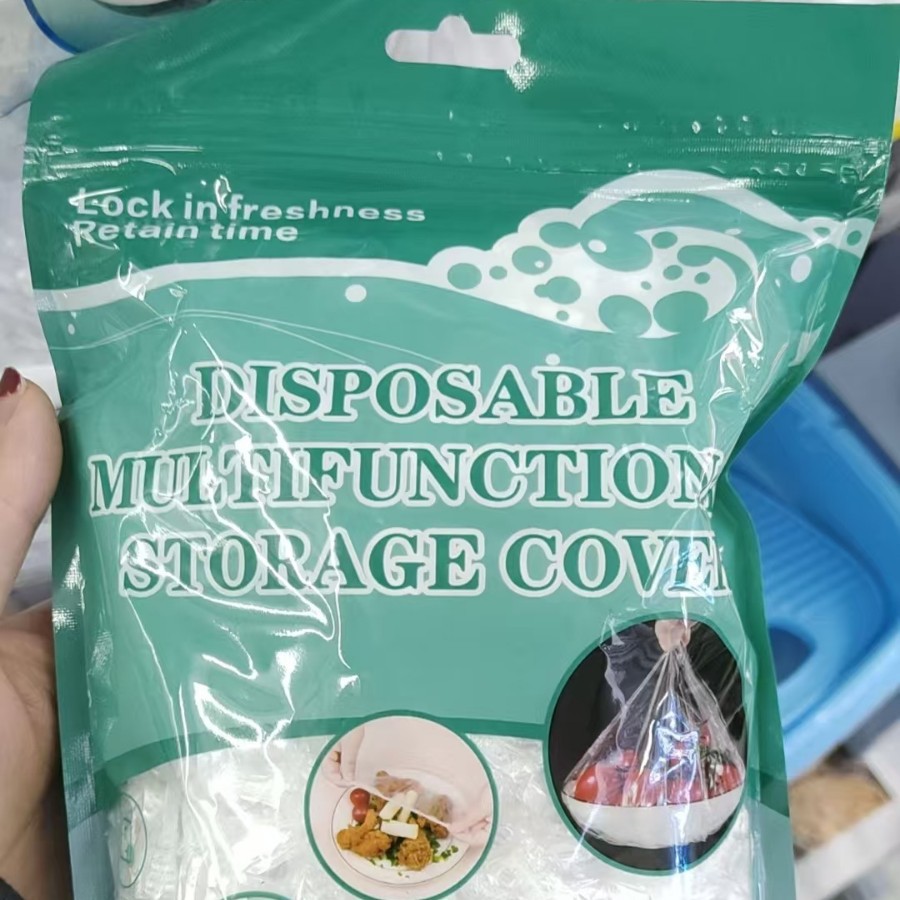 Lock in freshness
Retain time
DISPOSABLE
MULTIFUNCTION
STORAGE COVER